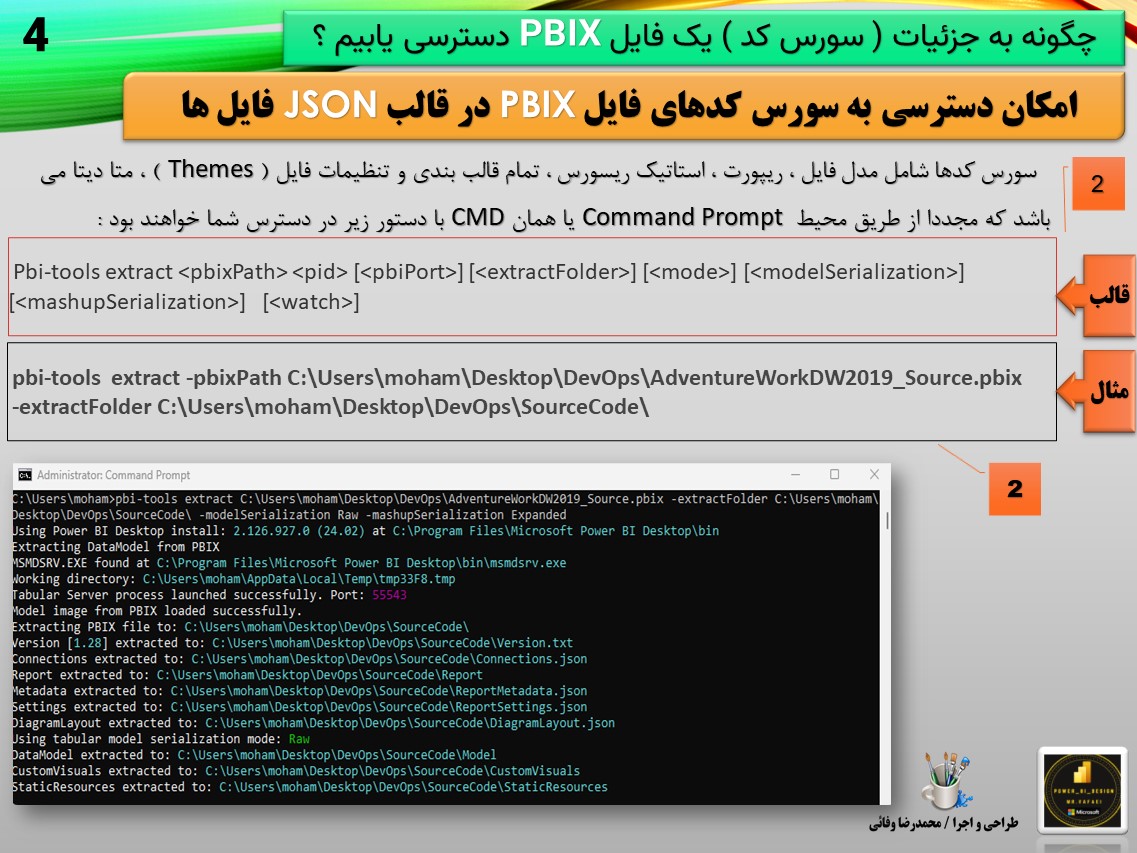 4
چگونه به جزئیات ( سورس کد ) یک فایل PBIX دسترسی یابیم ؟
امکان دسترسی به سورس کدهای فایل PBIX در قالب JSON فایل ها
2
سورس کدها شامل مدل فایل ، ریپورت ، استاتیک ریسورس ، تمام قالب بندی و تنظیمات فایل ( Themes ) ، متا دیتا می
باشد که مجددا از طریق محیط Command Prompt یا همان CMD با دستور زیر در دسترس شما خواهند بود :
قالب
Pbi-tools extract <pbixPath> <pid> [<pbiPort>] [<extractFolder>] [<mode>] [<modelSerialization>]
[<mashupSerialization>] [<watch>]
مثال
pbi-tools extract -pbixPath C:\Users\moham\Desktop\DevOps\AdventureWorkDW2019_Source.pbix
-extractFolder C:\Users\moham\Desktop\DevOps\SourceCode\
2
Administrator: Command Prompt
C:\Users\moham>pbi-tools extract C:\Users\moham\Desktop\DevOps\AdventureWorkDW2019_Source.pbix -extractFolder C:\Users\moham\
Desktop\DevOps\SourceCode\ -modelSerialization Raw -mashupSerialization Expanded
Using Power BI Desktop install: 2.126.927.0 (24.02) at C:\Program Files\Microsoft Power BI Desktop\bin
Extracting DataModel from PBIX
MSMDSRV.EXE found at C:\Program Files\Microsoft Power BI Desktop\bin\msmdsrv.exe
Working directory: C:\Users\moham\AppData\Local\Temp\tmp33F8.tmp
Tabular Server process launched successfully. Port: 55543
Model image from PBIX loaded successfully.
Extracting PBIX file to: C:\Users\moham\Desktop\DevOps\SourceCode\
Version [1.28] extracted to: C:\Users\moham\Desktop\DevOps\SourceCode\Version.txt
Connections extracted to: C:\Users\moham\Desktop\DevOps\SourceCode\Connections.json
Report extracted to: C:\Users\moham\Desktop\DevOps\SourceCode\Report
Metadata extracted to: C:\Users\moham\Desktop\DevOps\SourceCode\ReportMetadata.json
Settings extracted to: C:\Users\moham\Desktop\DevOps\SourceCode\ReportSettings.json
DiagramLayout extracted to: C:\Users\moham\Desktop\DevOps\SourceCode\DiagramLayout.json
Using tabular model serialization mode: Raw
DataModel extracted to: C:\Users\moham\Desktop\DevOps\SourceCode\Model
CustomVisuals extracted to: C:\Users\moham\Desktop\DevOps\SourceCode\CustomVisuals
StaticResources extracted to: C:\Users\moham\Desktop\DevOps\SourceCode\StaticResources
طراحی و اجرا / محمدرضا وفائی
POWER_BI_DESIGN
MR.VAFAEI
Microsoft